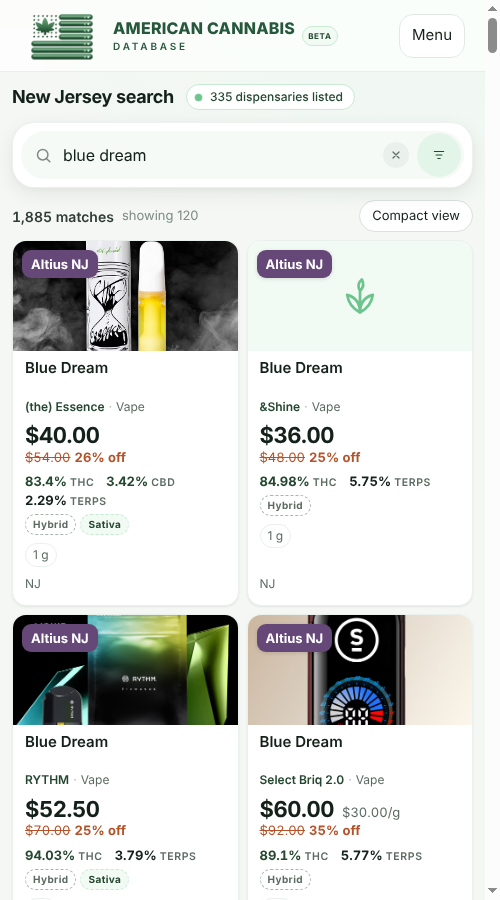 AMERICAN CANNABIS
DATABASE
BETA
Menu
New Jersey search
335 dispensaries listed
blue dream
1,885 matches
showing 120
Compact view
Altius NJ
Blue Dream
(the) Essence · Vape
$40.00
$54.00 26% off
83.4% THC 3.42% CBD
2.29% TERPS
Hybrid
Sativa
1 g
NJ
Altius NJ
Blue Dream
&Shine · Vape
$36.00
$48.00 25% off
84.98% THC 5.75% TERPS
Hybrid
1 g
NJ
Altius NJ
RYTHM.
Blue Dream
RYTHM · Vape
$52.50
$70.00 25% off
94.03% THC 3.79% TERPS
Hybrid
Sativa
Altius NJ
S
Blue Dream
Select Briq 2.0 · Vape
$60.00 $30.00/g
$92.00 35% off
89.1% THC 5.77% TERPS
Hybrid